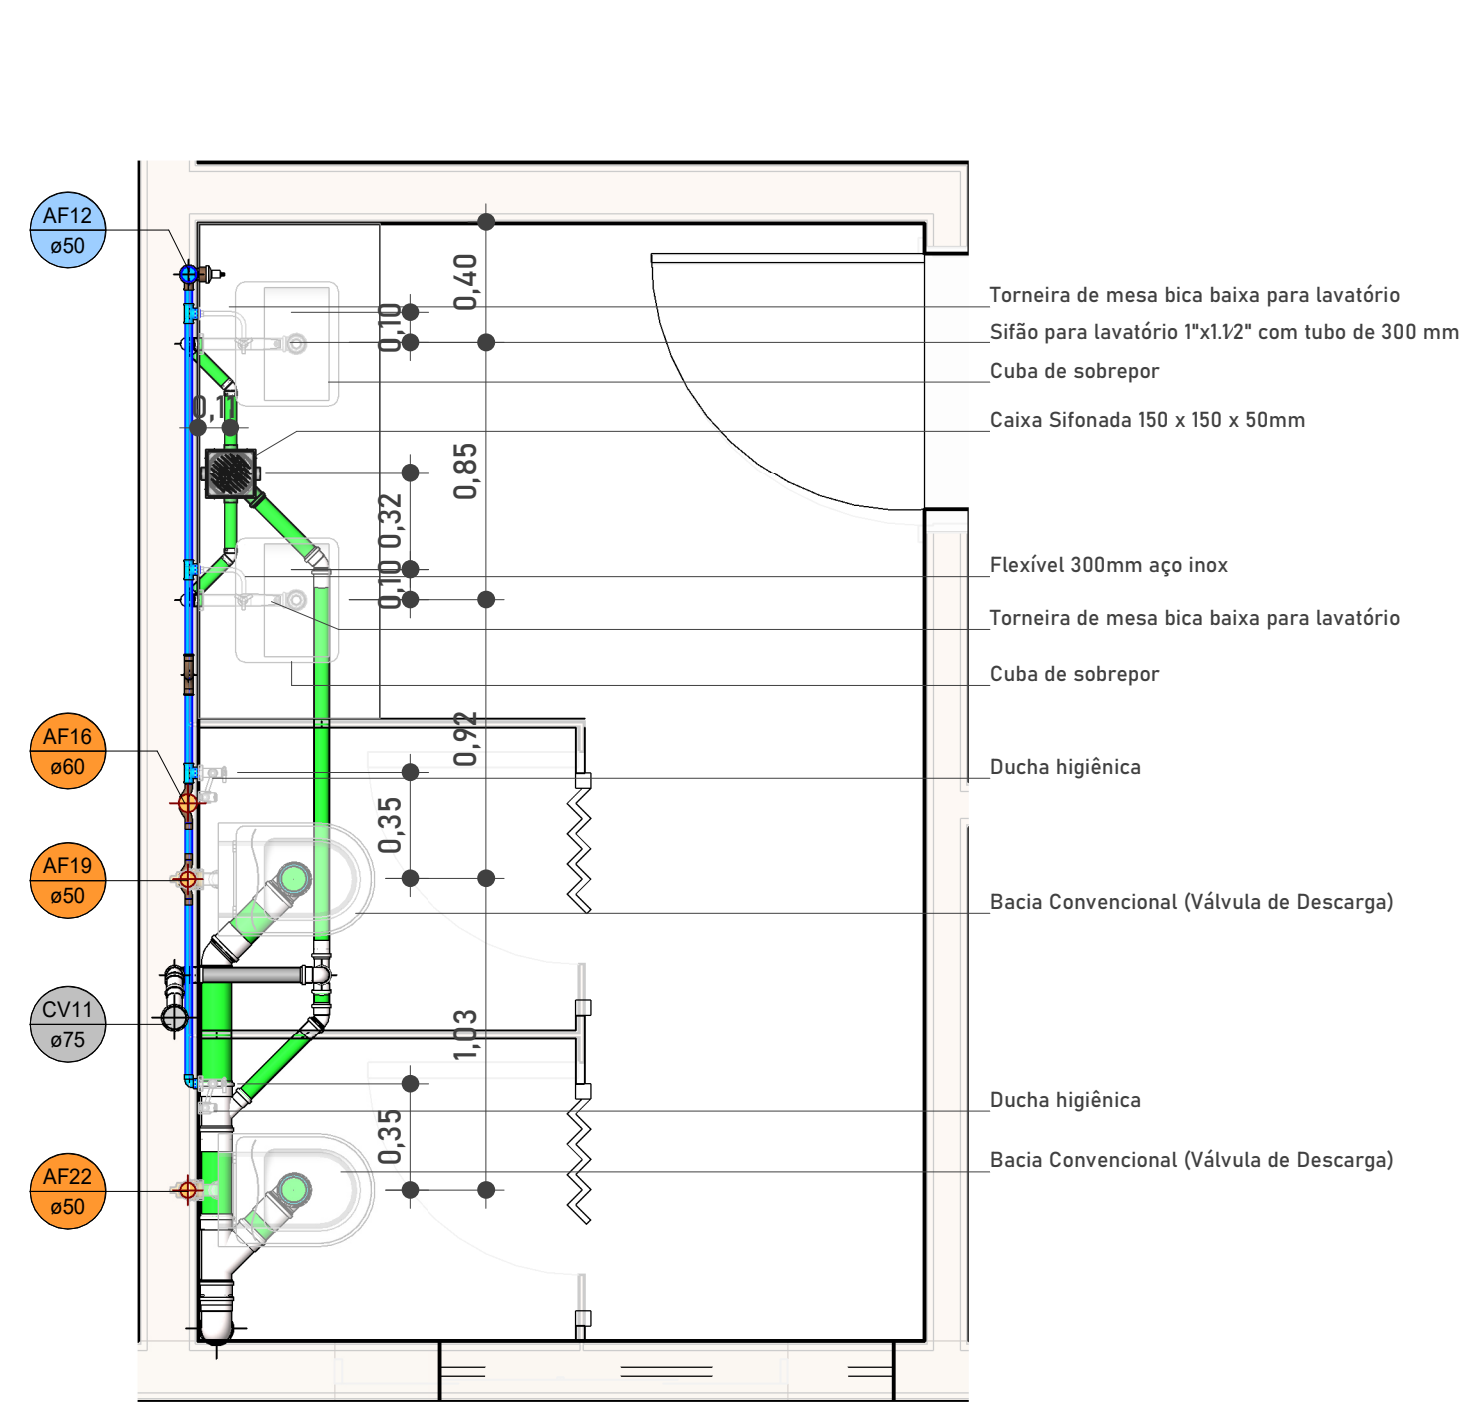 AF12
ø50
0,40
0,10
Torneira de mesa bica baixa para lavatório
Sifão para lavatório 1"x1.1/2" com tubo de 300 mm
Cuba de sobrepor
0,11
Caixa Sifonada 150 x 150 x 50mm
0,85
0,32
0,10
Flexível 300mm aço inox
Torneira de mesa bica baixa para lavatório
Cuba de sobrepor
AF16
ø60
0,92
Ducha higiênica
0,35
AF19
ø50
Bacia Convencional (Válvula de Descarga)
CV11
ø75
1,03
Ducha higiênica
0,35
Bacia Convencional (Válvula de Descarga)
AF22
ø50